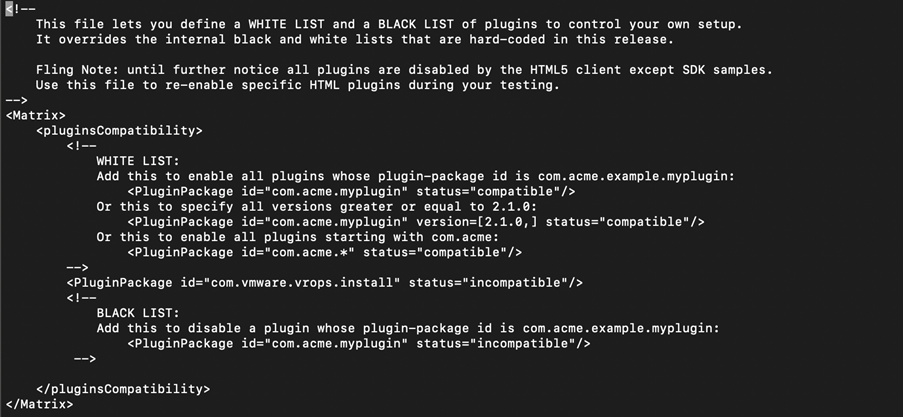 <!--
    This file lets you define a WHITE LIST and a BLACK LIST of plugins to control your own setup.
    It overrides the internal black and white lists that are hard-coded in this release.

    Fling Note: until further notice all plugins are disabled by the HTML5 client except SDK samples.
    Use this file to re-enable specific HTML plugins during your testing.
-->
<Matrix>
    <pluginsCompatibility>
        <!--
            WHITE LIST:
            Add this to enable all plugins whose plugin-package id is com.acme.example.myplugin:
                <PluginPackage id="com.acme.myplugin" status="compatible"/>
            Or this to specify all versions greater or equal to 2.1.0:
                <PluginPackage id="com.acme.myplugin" version=[2.1.0,] status="compatible"/>
            Or this to enable all plugins starting with com.acme:
                <PluginPackage id="com.acme.*" status="compatible"/>
        -->
        <PluginPackage id="com.vmware.vrops.install" status="incompatible"/>
        <!--
            BLACK LIST:
            Add this to disable a plugin whose plugin-package id is com.acme.example.myplugin:
                <PluginPackage id="com.acme.myplugin" status="incompatible"/>
         -->

    </pluginsCompatibility>
</Matrix>